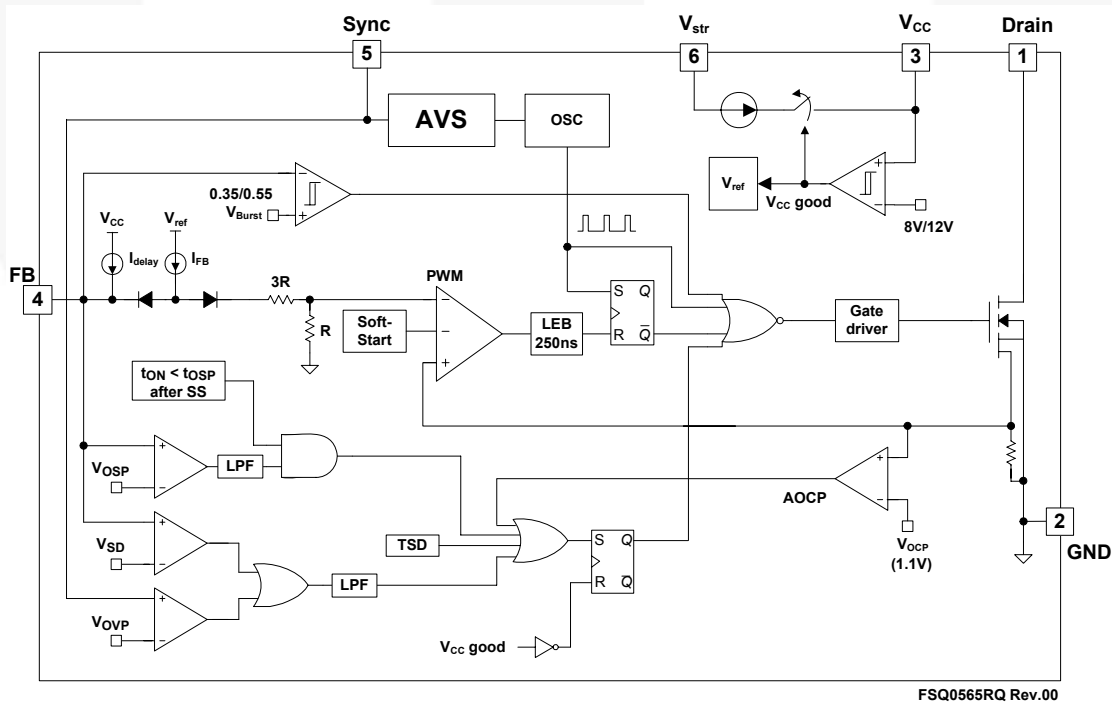 Sync
5
Vstr
6
VCC
3
Drain
1
AVS
OSC
Vref
VCC good
8V/12V
0.35/0.55
VBurst
VCC
Idelay
Vref
IFB
FB
4
3R
R
PWM
Soft-
Start
LEB
250ns
S Q
R Q
Gate
driver
tON < tOSP
after SS
VOSP
LPF
VSD
TSD
LPF
VOVP
S Q
R Q
VCC good
AOCP
VOCP
(1.1V)
2
GND
FSQ0565RQ Rev.00